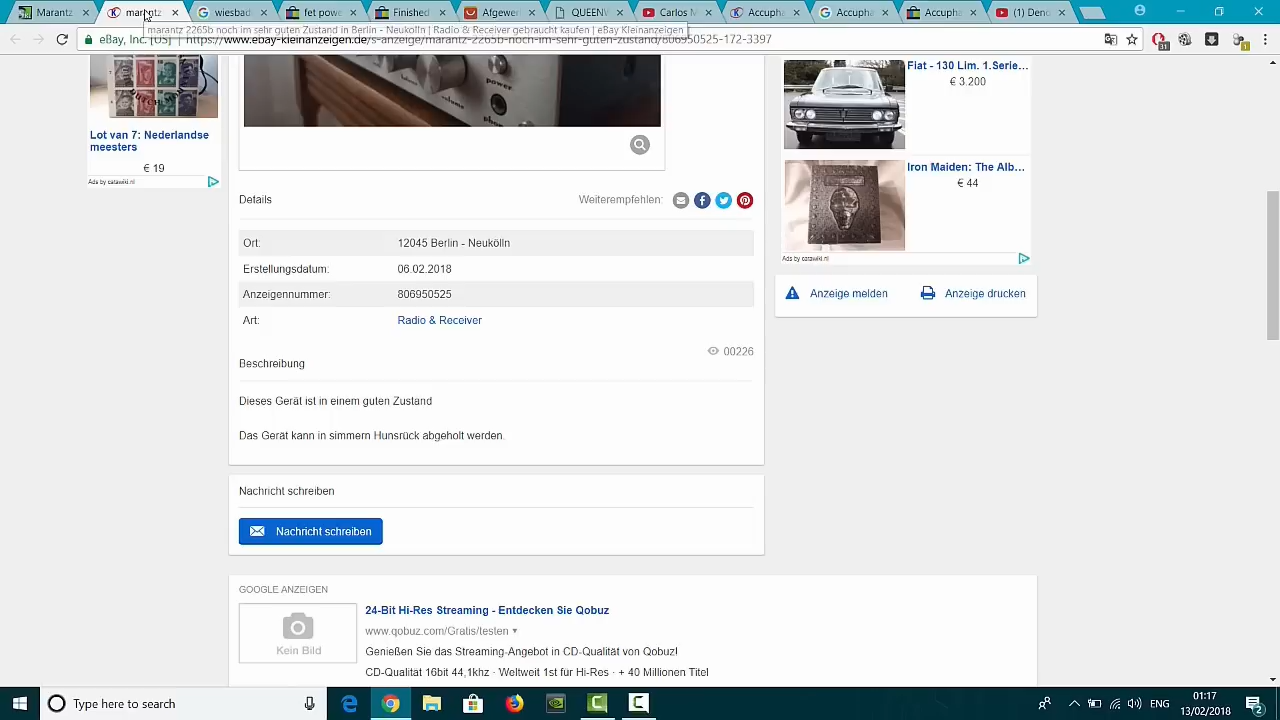 Marantz
marantz
wiesbad
fet powe
Finished
Afgewe
QUEEN
Carlos M
Accupha
Accupha
Accupha
(1) Deno
marantz 2265b noch im sehr guten Zustand in Berlin - Neukölln | Radio & Receiver gebraucht kaufen | eBay Kleinanzeigen
eBay, Inc. [US] https://www.ebay-kleinanzeigen.de/s-anzeige/marantz-2265b-noch-im-sehr-guten-zustand/806950525-172-3397
31
1
power
Lot van 7: Nederlandse
meesters
€ 19
Ads by catawiki.nl
Fiat - 130 Lim. 1.Serie...
€ 3.200
Iron Maiden: The Alb...
€ 44
Ads by catawiki.nl
Anzeige melden
Anzeige drucken
Details
Weiterempfehlen:
Ort:
12045 Berlin - Neukölln
Erstellungsdatum:
06.02.2018
Anzeigennummer:
806950525
Art:
Radio & Receiver
00226
Beschreibung
Dieses Gerät ist in einem guten Zustand
Das Gerät kann in simmern Hunsrück abgeholt werden.
Nachricht schreiben
Nachricht schreiben
GOOGLE ANZEIGEN
Kein Bild
24-Bit Hi-Res Streaming - Entdecken Sie Qobuz
www.qobuz.com/Gratis/testen
Genießen Sie das Streaming-Angebot in CD-Qualität von Qobuz!
CD-Qualität 16bit 44,1khz · Weltweit 1st für Hi-Res · + 40 Millionen Titel
Type here to search
ENG
01:17
13/02/2018
2